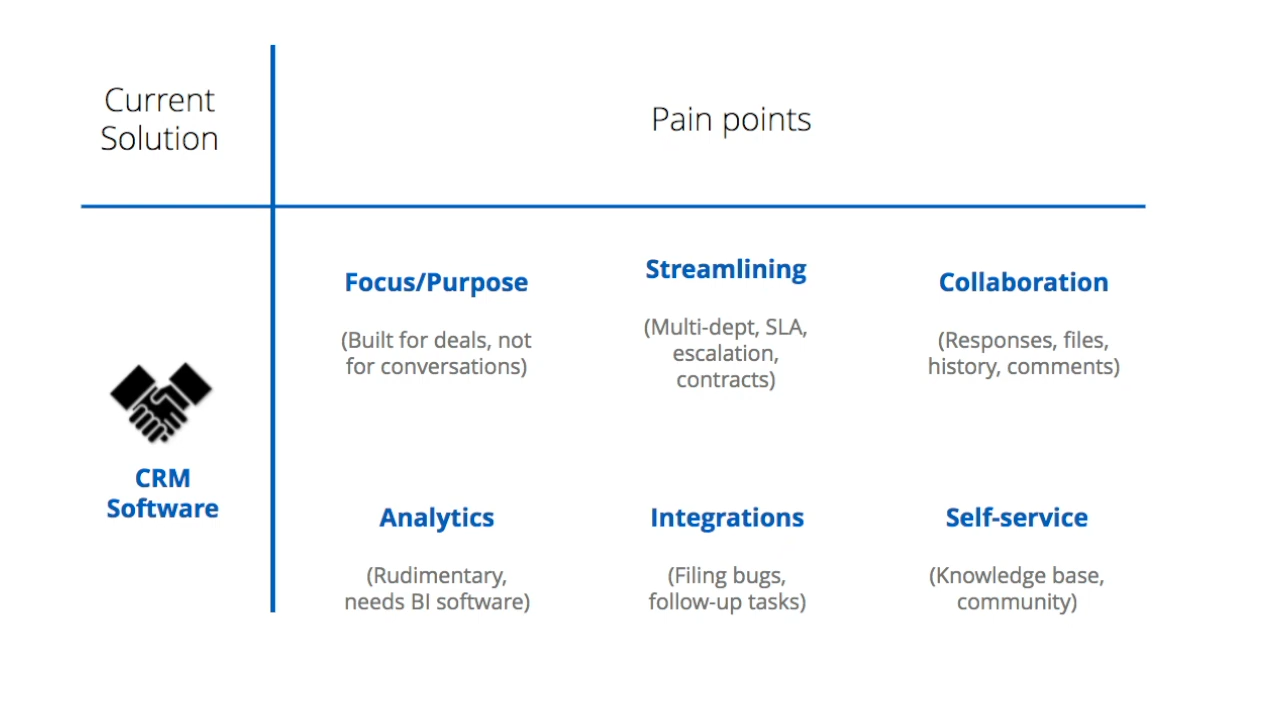 Current
Solution
Pain points
CRM
Software
Focus/Purpose
(Built for deals, not
for conversations)
Streamlining
(Multi-dept, SLA,
escalation,
contracts)
Collaboration
(Responses, files,
history, comments)
Analytics
(Rudimentary,
needs BI software)
Integrations
(Filing bugs,
follow-up tasks)
Self-service
(Knowledge base,
community)